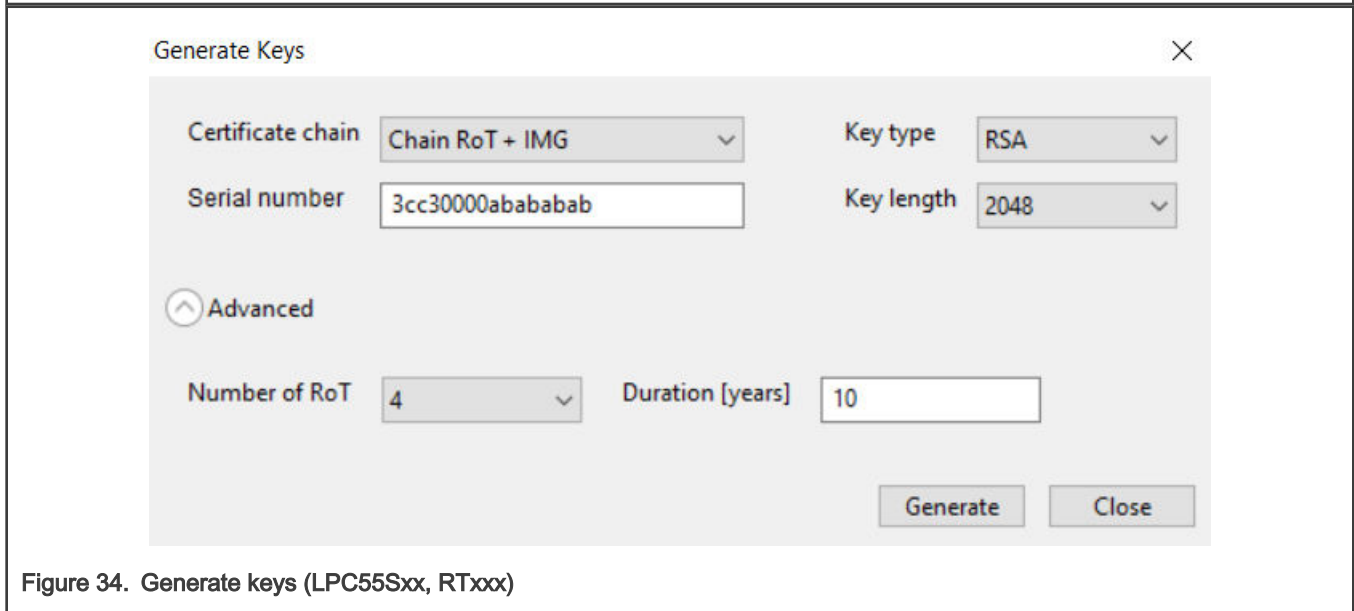 Generate Keys
Certificate chain Chain RoT + IMG Key type RSA
Serial number 3cc30000abababab Key length 2048
Advanced
Number of RoT 4 Duration [years] 10
Generate Close
Figure 34. Generate keys (LPC55Sxx, RTxxx)